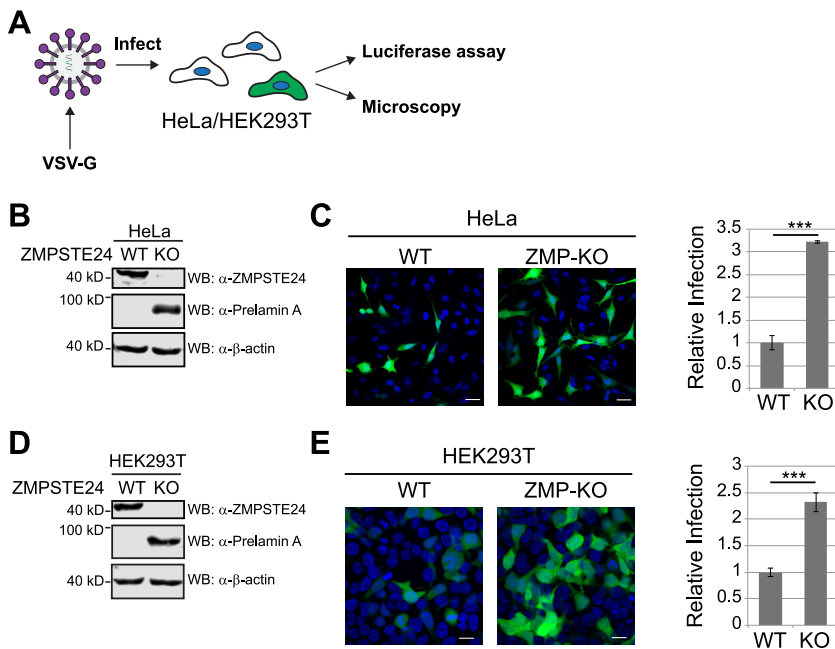 A
Infect
Luciferase assay
Microscopy
HeLa/HEK293T
VSV-G
B
HeLa
ZMPSTE24 WT KO
40 kD
WB: α-ZMPSTE24
100 kD
WB: α-Prelamin A
40 kD
WB: α-β-actin
C
HeLa
WT
ZMP-KO
Relative Infection
3.5
3
2.5
2
1.5
1
0.5
0
***
WT KO
D
HEK293T
ZMPSTE24 WT KO
40 kD
WB: α-ZMPSTE24
100 kD
WB: α-Prelamin A
40 kD
WB: α-β-actin
E
HEK293T
WT
ZMP-KO
Relative Infection
3
2.5
2
1.5
1
0.5
0
***
WT KO